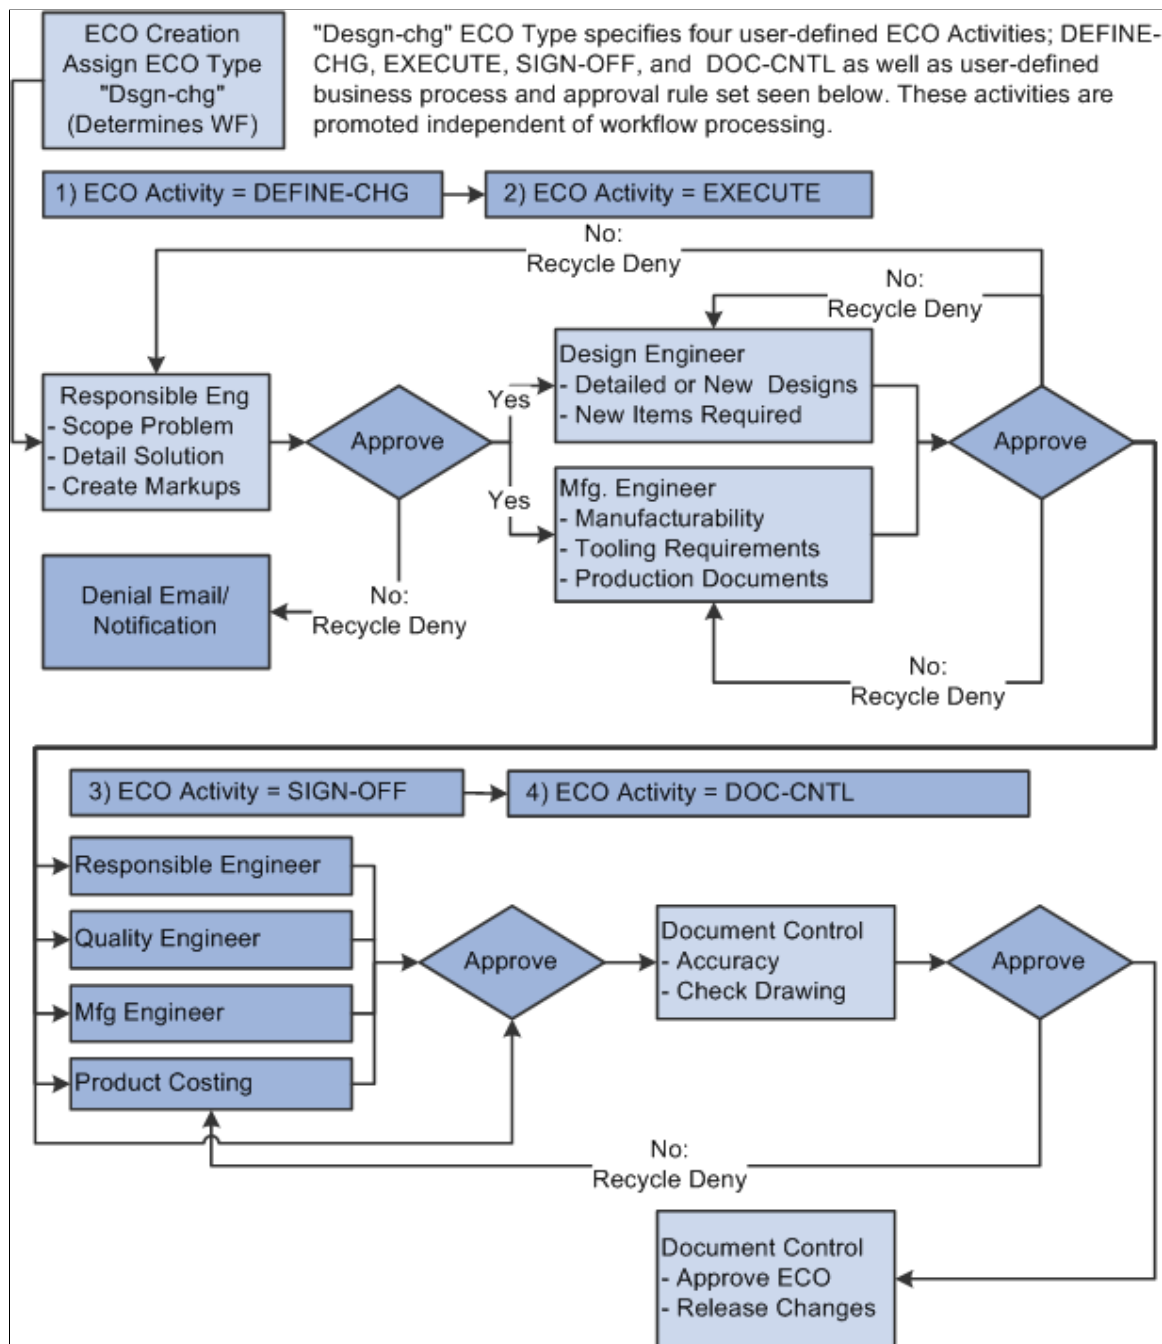 ECO Creation
Assign ECO Type
"Dsgn-chg"
(Determines WF)
"Desgn-chg" ECO Type specifies four user-defined ECO Activities; DEFINE-
CHG, EXECUTE, SIGN-OFF, and DOC-CNTL as well as user-defined
business process and approval rule set seen below. These activities are
promoted independent of workflow processing.
1) ECO Activity = DEFINE-CHG
2) ECO Activity = EXECUTE
No:
Recycle Deny
No:
Recycle Deny
Responsible Eng
- Scope Problem
- Detail Solution
- Create Markups
Approve
Yes
Yes
Design Engineer
- Detailed or New Designs
- New Items Required
Mfg. Engineer
- Manufacturability
- Tooling Requirements
- Production Documents
Approve
Denial Email/
Notification
No:
Recycle Deny
No:
Recycle Deny
3) ECO Activity = SIGN-OFF
4) ECO Activity = DOC-CNTL
Responsible Engineer
Quality Engineer
Mfg Engineer
Product Costing
Approve
Document Control
- Accuracy
- Check Drawing
Approve
No:
Recycle Deny
Document Control
- Approve ECO
- Release Changes